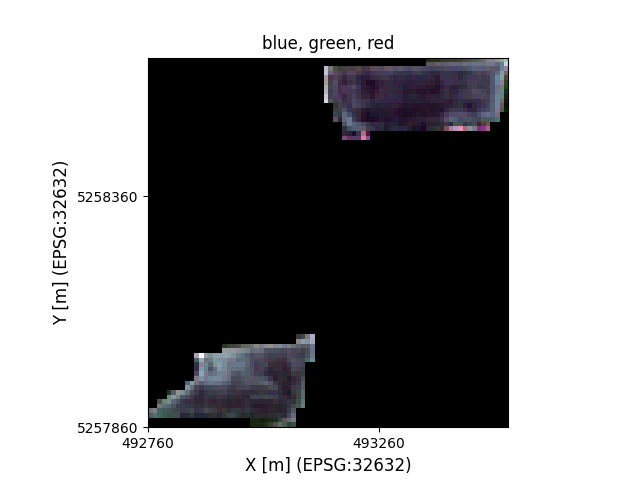 blue, green, red
Y [m] (EPSG:32632)
5258360
5257860
492760
493260
X [m] (EPSG:32632)